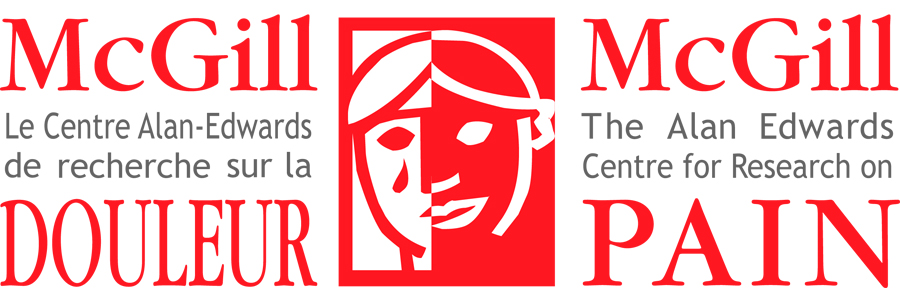 McGill
Le Centre Alan-Edwards
de recherche sur la
DOULEUR
McGill
The Alan Edwards
Centre for Research on
PAIN